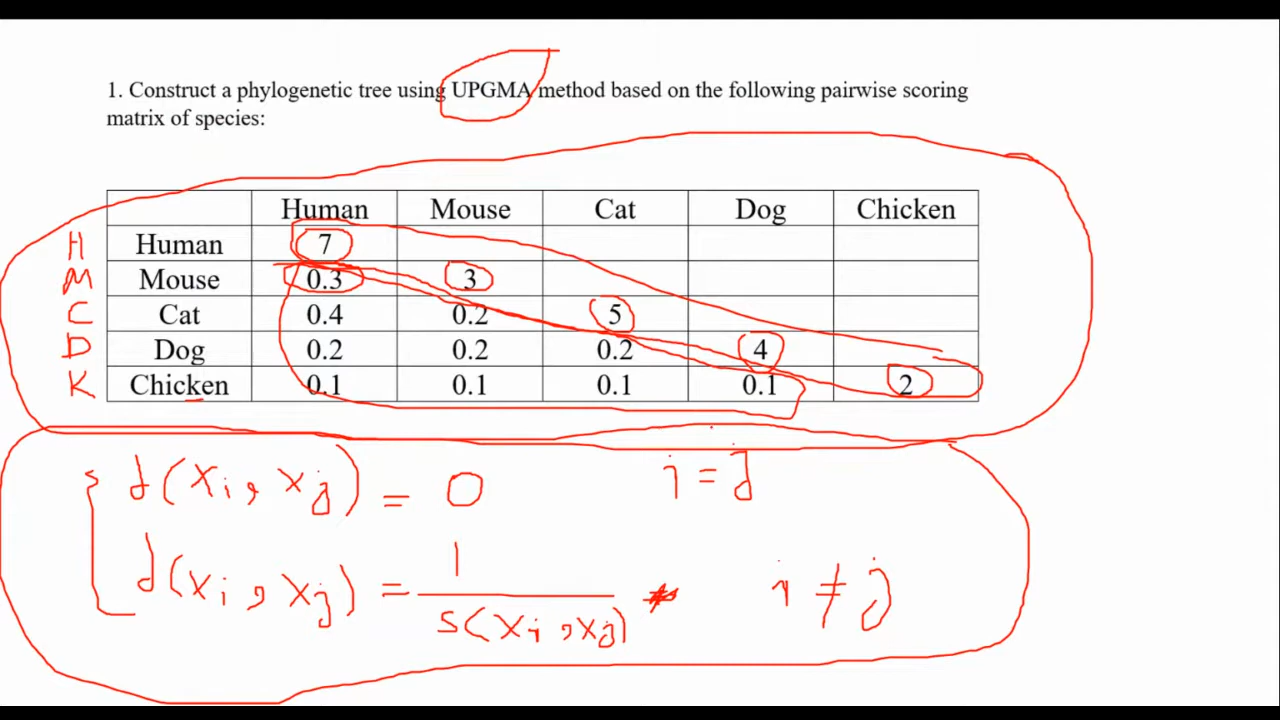 1. Construct a phylogenetic tree using UPGMA method based on the following pairwise scoring
matrix of species:
Human Mouse Cat Dog Chicken
H Human 7
M Mouse 0.3 3
C Cat 0.4 0.2 5
D Dog 0.2 0.2 0.2 4
K Chicken 0.1 0.1 0.1 0.1 2
d(xi, xj) = 0 i = j
d(xi, xj) = 1 / s(xi, xj) i ≠ j